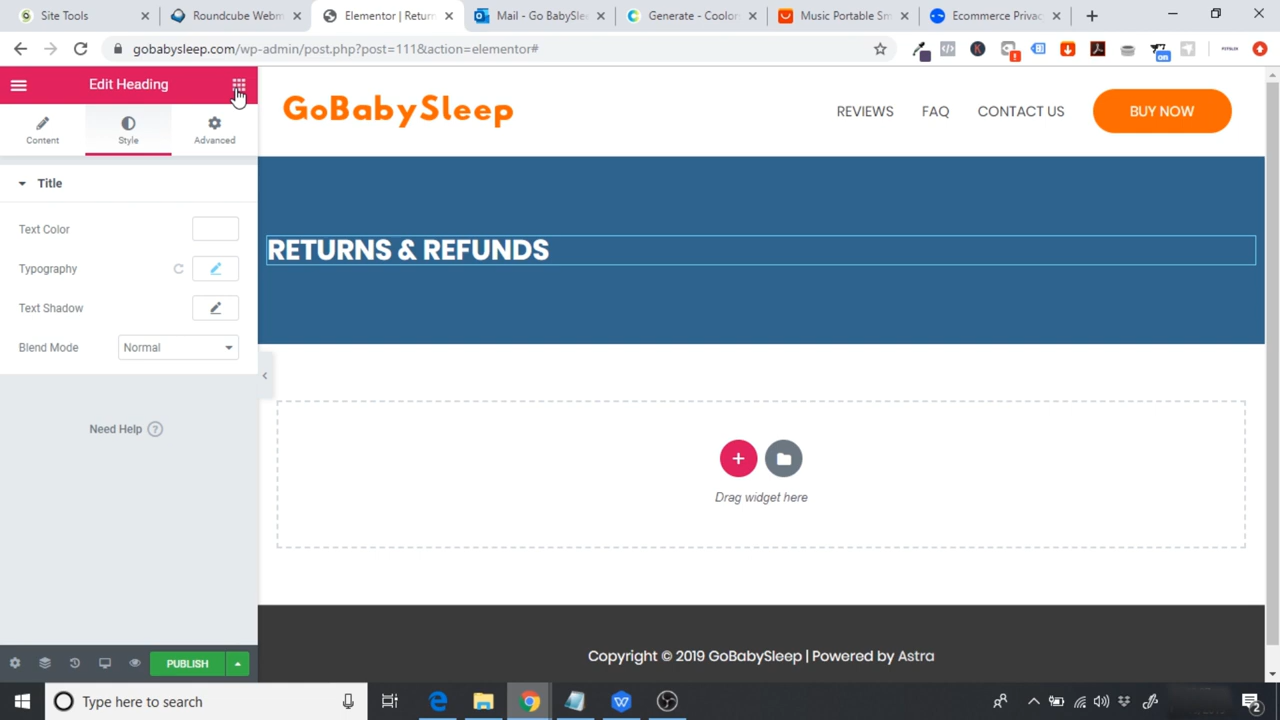 Site Tools
Roundcube Webm
Elementor | Return
Mail - Go BabySle
Generate - Coolor
Music Portable Sm
Ecommerce Privac
gobabysleep.com/wp-admin/post.php?post=111&action=elementor#
on
Edit Heading
Content
Style
Advanced
Title
Text Color
Typography
Text Shadow
Blend Mode
Normal
Need Help ?
PUBLISH
GoBabySleep
REVIEWS
FAQ
CONTACT US
BUY NOW
RETURNS & REFUNDS
Drag widget here
Copyright © 2019 GoBabySleep | Powered by Astra
Type here to search
2